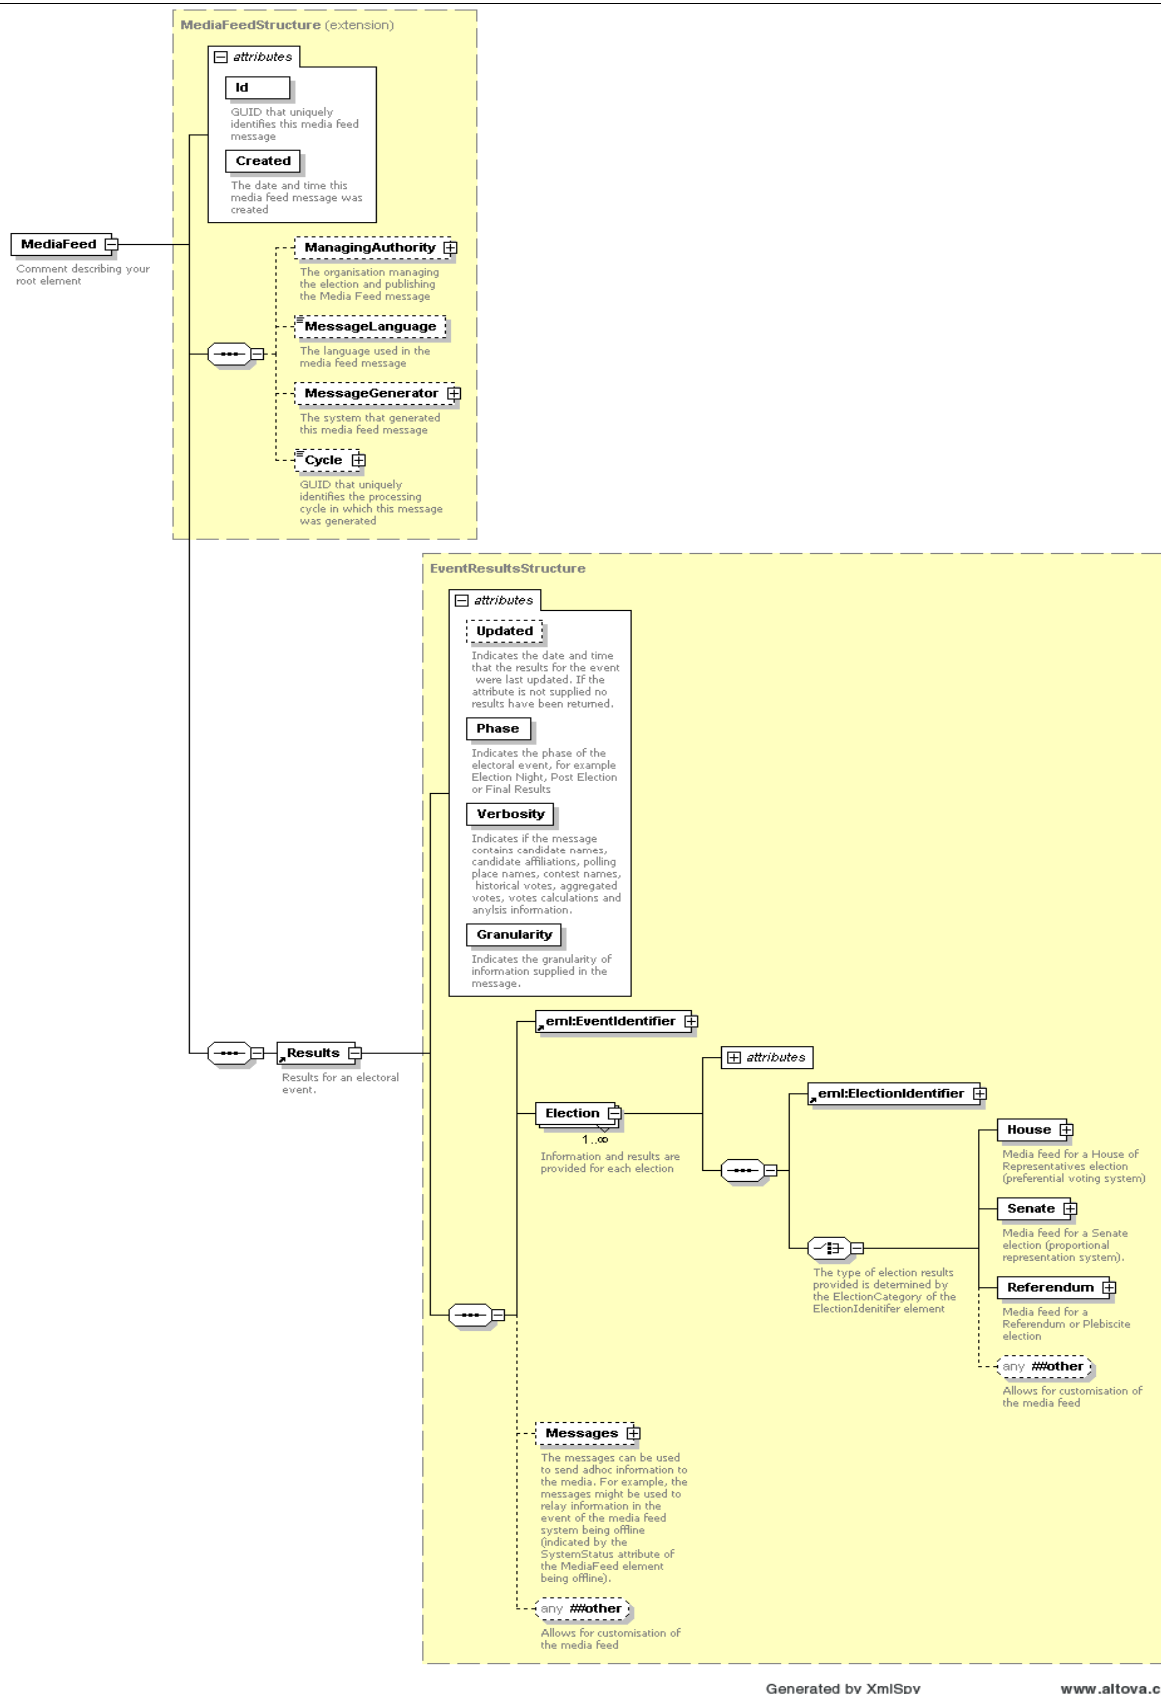 MediaFeedStructure (extension)
attributes
Id
GUID that uniquely
identifies this media feed
message
Created
The date and time this
media feed message was
created
MediaFeed
Comment describing your
root element
ManagingAuthority
The organisation managing
the election and publishing
the Media Feed message
MessageLanguage
The language used in the
media feed message
MessageGenerator
The system that generated
this media feed message
Cycle
GUID that uniquely
identifies the processing
cycle in which this message
was generated
EventResultsStructure
attributes
Updated
Indicates the date and time
that the results for the event
were last updated. If the
attribute is not supplied no
results have been returned.
Phase
Indicates the phase of the
electoral event, for example
Election Night, Post Election
or Final Results
Verbosity
Indicates if the message
contains candidate names,
candidate affiliations, polling
place names, contest names,
historical votes, aggregated
votes, votes calculations and
anylsis information.
Granularity
Indicates the granularity of
information supplied in the
message.
Results
Results for an electoral
event.
eml:EventIdentifier
Election
1..∞
Information and results are
provided for each election
attributes
eml:ElectionIdentifier
The type of election results
provided is determined by
the ElectionCategory of the
ElectionIdenitifer element
House
Media feed for a House of
Representatives election
(preferential voting system)
Senate
Media feed for a Senate
election (proportional
representation system).
Referendum
Media feed for a
Referendum or Plebiscite
election
any ##other
Allows for customisation of
the media feed
Messages
The messages can be used
to send adhoc information to
the media. For example, the
messages might be used to
relay information in the
event of the media feed
system being offline
(indicated by the
SystemStatus attribute of
the MediaFeed element
being offline).
any ##other
Allows for customisation of
the media feed
Generated by XmlSpy
www.altova.c